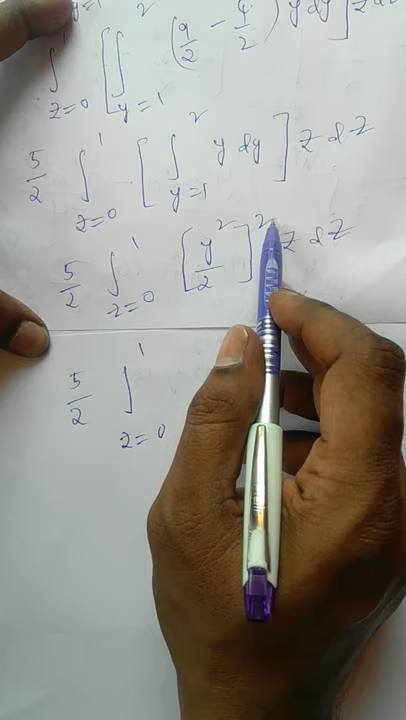 ∫_{z=0}^{1} [ ∫_{y=1}^{2} (9/2 − 4/2) y dy ] z dz
5/2 ∫_{z=0}^{1} [ ∫_{y=1}^{2} y dy ] z dz
5/2 ∫_{z=0}^{1} [ y²/2 ]² z dz
5/2 ∫_{z=0}^{1}